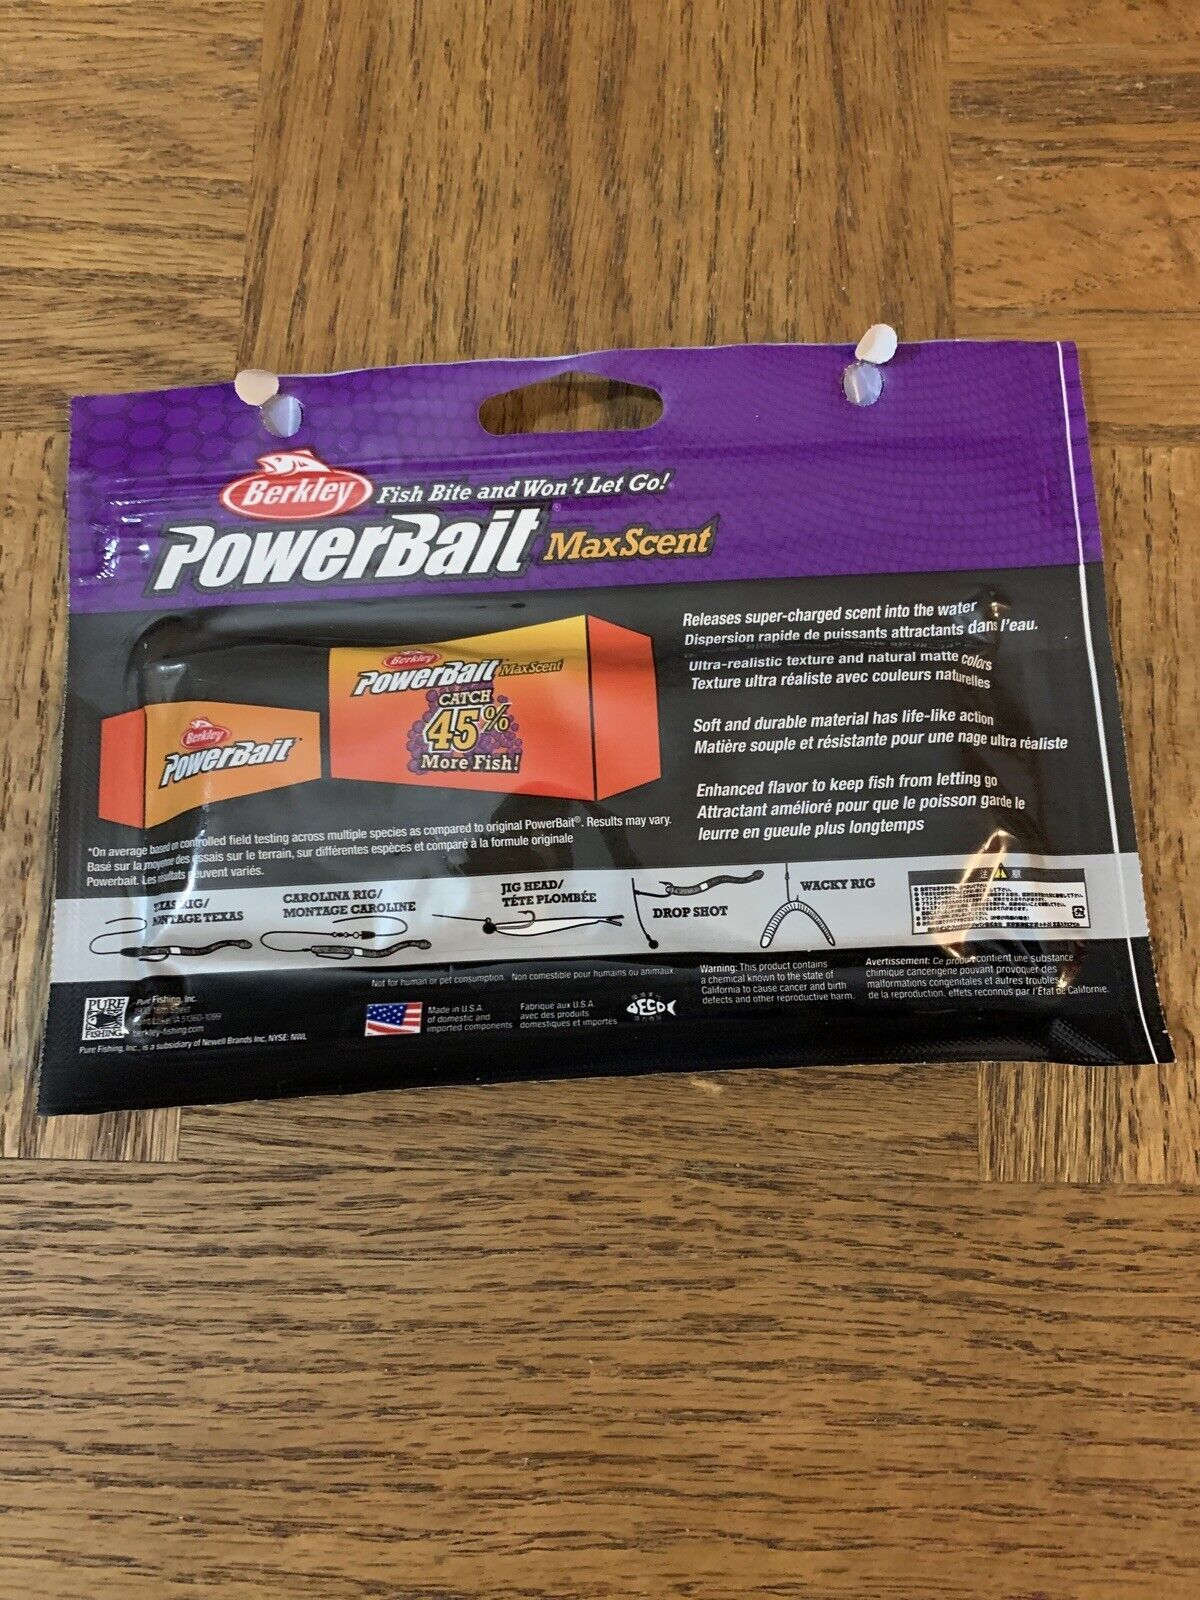 Berkley Fish Bite and Won't Let Go!
PowerBait MaxScent
Releases super-charged scent into the water
Dispersion rapide de puissants attractants dans l'eau.
Ultra-realistic texture and natural matte colors
Texture ultra réaliste avec couleurs naturelles
Soft and durable material has life-like action
Matière souple et résistante pour une nage ultra réaliste
Enhanced flavor to keep fish from letting go
Attractant amélioré pour que le poisson garde le
leurre en gueule plus longtemps
Berkley
PowerBait
Berkley
PowerBait MaxScent
CATCH
45%
More Fish!
*On average based on controlled field testing across multiple species as compared to original PowerBait®. Results may vary.
Basé sur la moyenne des essais sur le terrain, sur différentes espèces et comparé à la formule originale
Powerbait. Les résultats peuvent variés.
RIG/
MONTAGE TEXAS
CAROLINA RIG/
MONTAGE CAROLINE
JIG HEAD/
TÉTE PLOMBÉE
DROP SHOT
WACKY RIG
注 意
Not for human or pet consumption. Non comestible pour humains ou animaux.
Warning: This product contains
a chemical known to the state of
California to cause cancer and birth
defects and other reproductive harm.
Avertissement: Ce produit contient une substance
chimique cancérigène pouvant provoquer des
malformations congenitales et autres troubles
de la reproduction, effets reconnus par l'État de Californie.
PURE
FISHING
Pure Fishing, Inc.
berkley-fishing.com
Pure Fishing, Inc., is a subsidiary of Newell Brands Inc, NYSE: NWL
Made in U.S.A.
of domestic and
imported components
Fabriqué aux U.S.A.
avec des produits
domestiques et importés
ECO